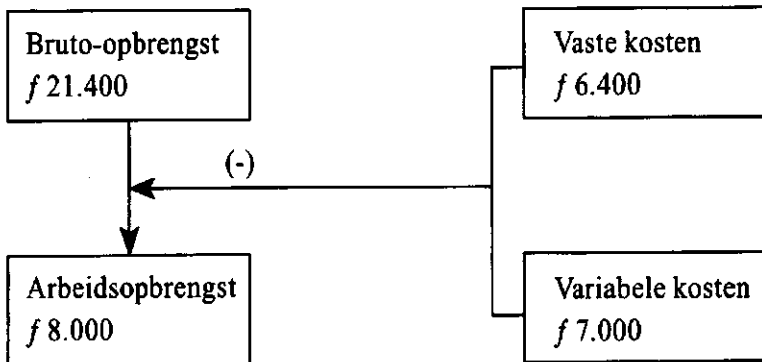 Bruto-opbrengst
ƒ 21.400
Vaste kosten
ƒ 6.400
(-)
Arbeidsopbrengst
ƒ 8.000
Variabele kosten
ƒ 7.000